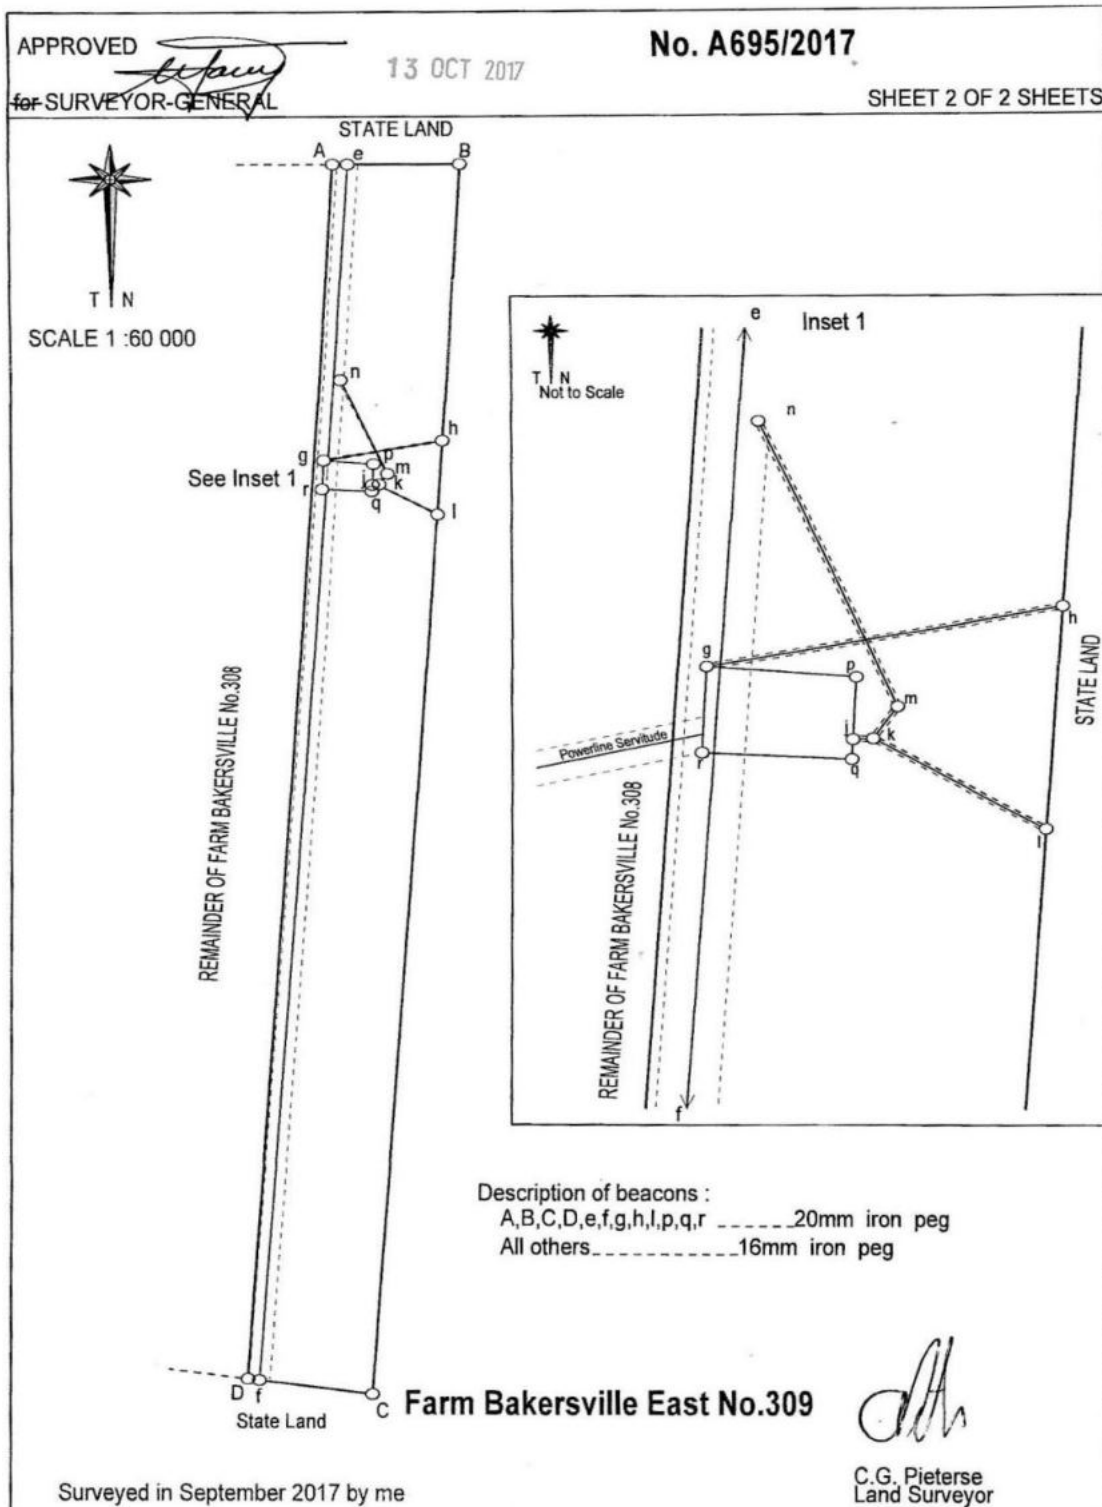 APPROVED
13 OCT 2017
No. A695/2017
for SURVEYOR-GENERAL
SHEET 2 OF 2 SHEETS
STATE LAND
A e B
T N
SCALE 1 :60 000
n
h
g p
m
See Inset 1 j k
r q
l
REMAINDER OF FARM BAKERSVILLE No.308
D f
C
State Land
Inset 1
e
T N
Not to Scale
n
h
g
p
m
STATE LAND
Powerline Servitude
j k
r
q
l
REMAINDER OF FARM BAKERSVILLE No.308
f
Description of beacons :
A,B,C,D,e,f,g,h,l,p,q,r ______20mm iron peg
All others___________16mm iron peg
Farm Bakersville East No.309
C.G. Pieterse
Surveyed in September 2017 by me
Land Surveyor